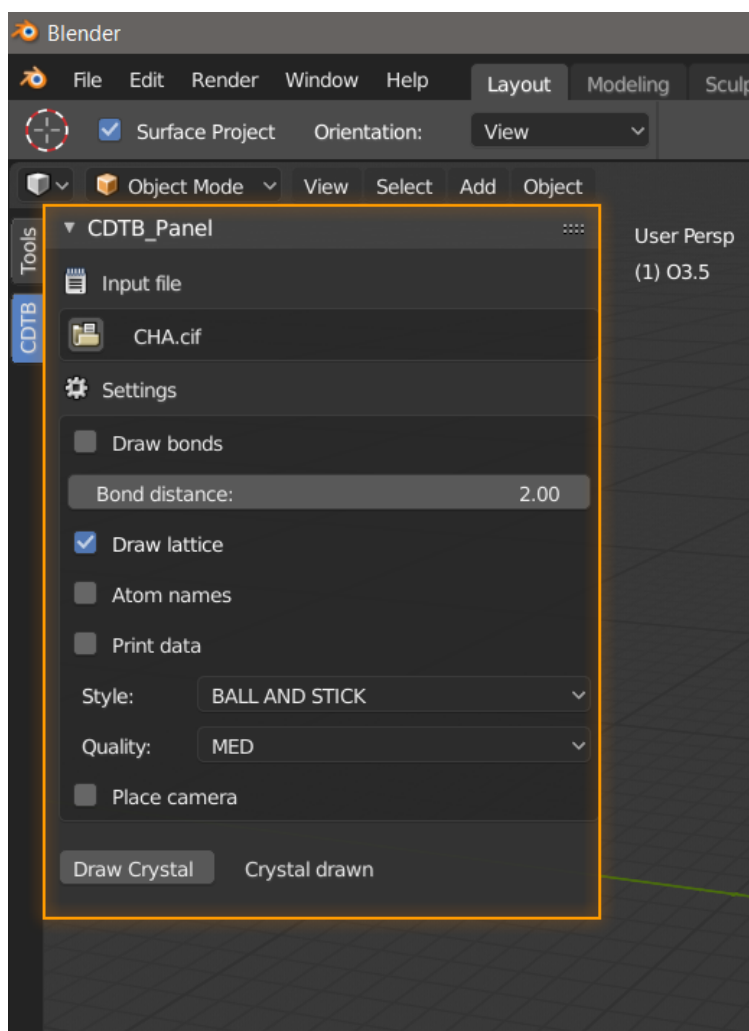 Blender
File Edit Render Window Help Layout Modeling
Surface Project Orientation: View
Object Mode View Select Add Object
Tools
CDTB
CDTB_Panel
User Persp
(1) O3.5
Input file
CHA.cif
Settings
Draw bonds
Bond distance: 2.00
Draw lattice
Atom names
Print data
Style: BALL AND STICK
Quality: MED
Place camera
Draw Crystal Crystal drawn